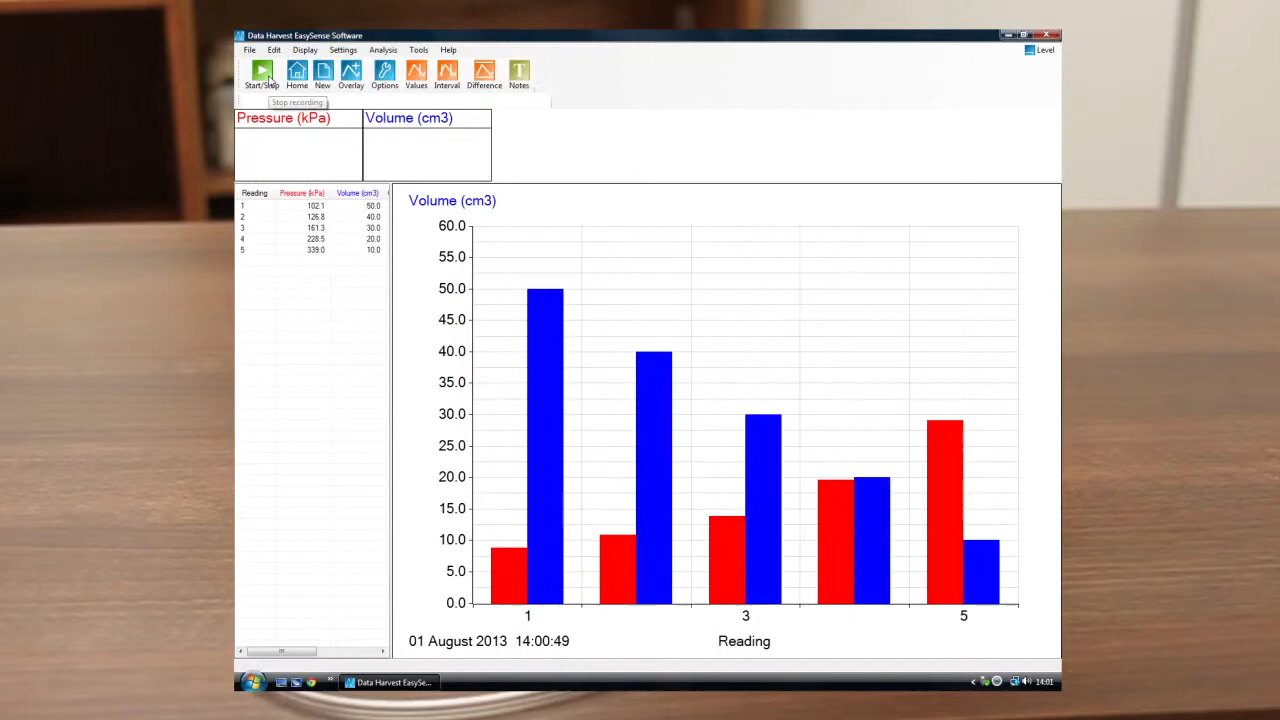 Data Harvest EasySense Software
File Edit Display Settings Analysis Tools Help Level
Start/Stop Home New Overlay Options Values Interval Difference Notes
Stop recording
Pressure (kPa) Volume (cm3)
Reading Pressure (kPa) Volume (cm3)
1 102.1 50.0
2 126.8 40.0
3 161.3 30.0
4 228.5 20.0
5 339.0 10.0
Volume (cm3)
60.0
55.0
50.0
45.0
40.0
35.0
30.0
25.0
20.0
15.0
10.0
5.0
0.0
1 3 5
01 August 2013 14:00:49 Reading
Data Harvest EasySe... 14:01